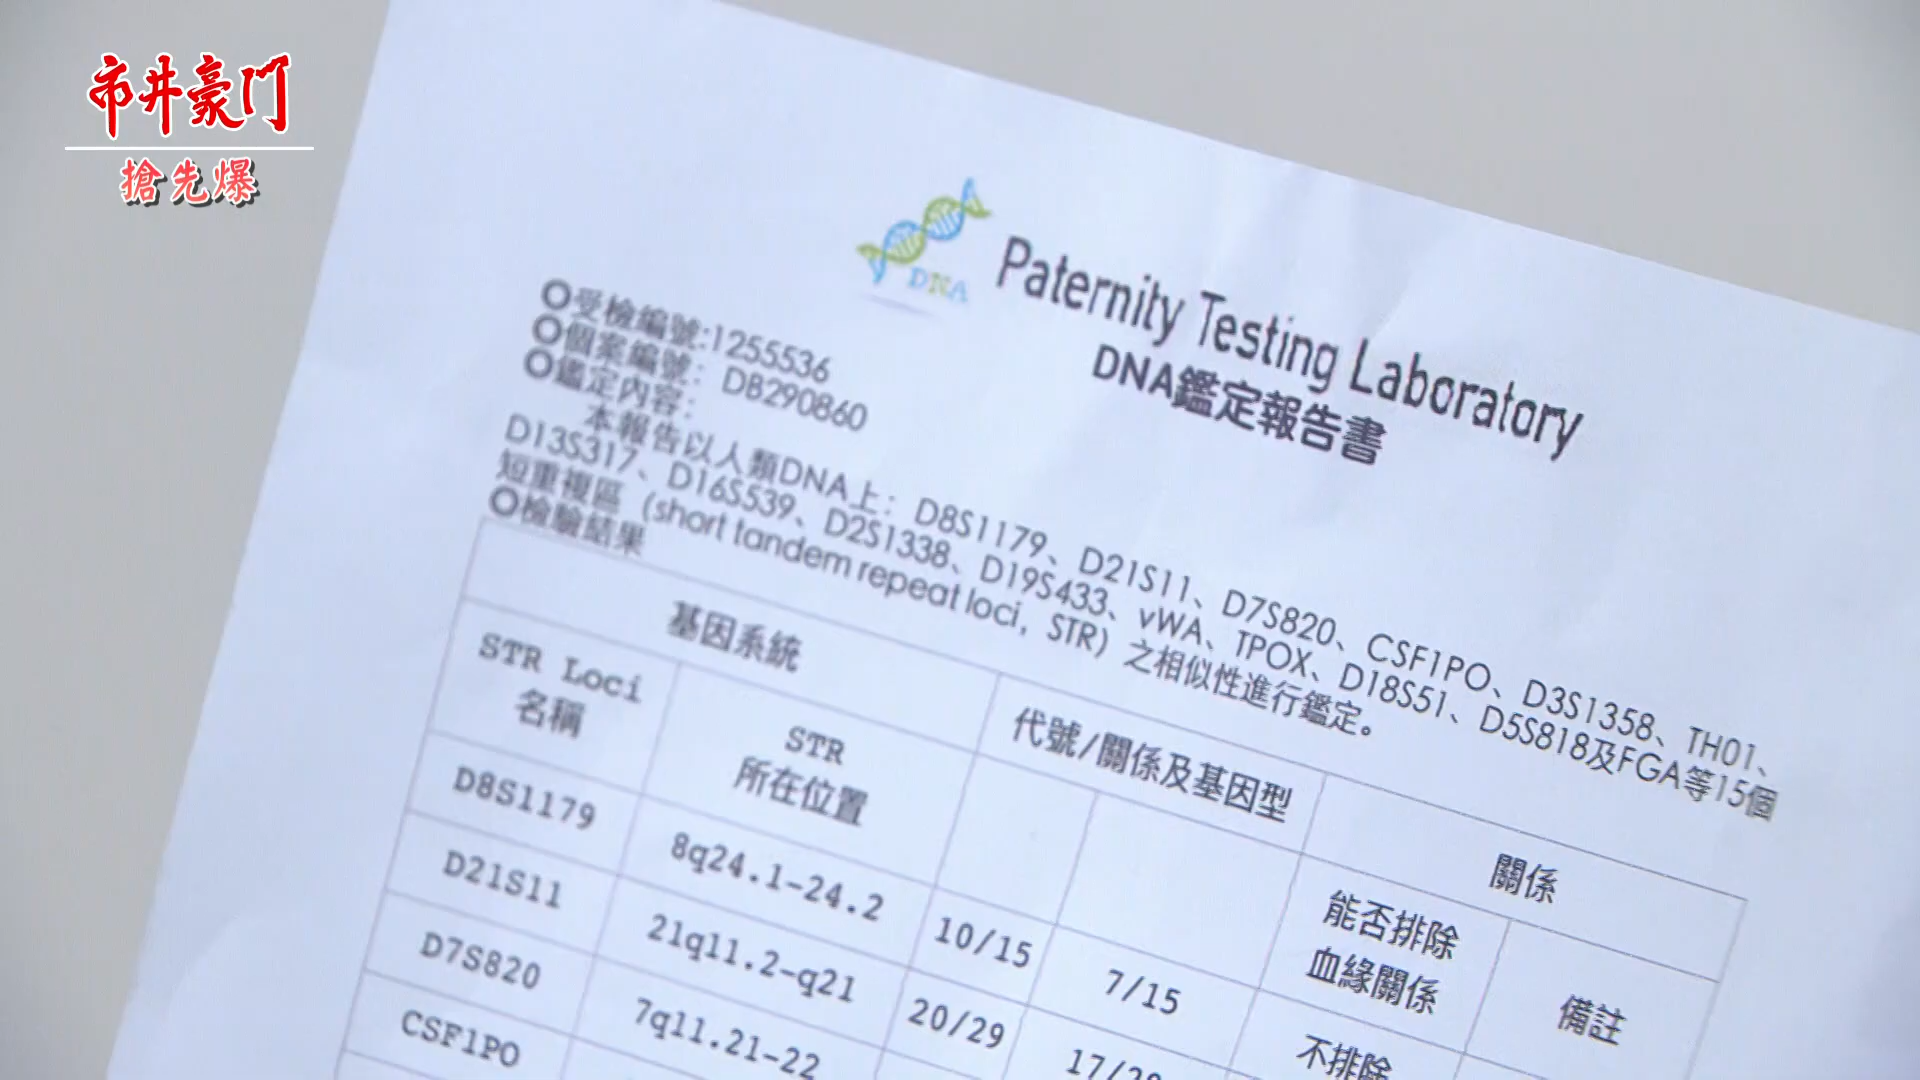 市井豪门
搶先爆
DNA
Paternity Testing Laboratory
DNA鑑定報告書
受檢編號:1255536
個案編號: DB290860
鑑定內容:
本報告以人類DNA上: D8S1179、D21S11、D7S820、CSF1PO、D3S1358、TH01、
D13S317、D16S539、D2S1338、D19S433、vWA、TPOX、D18S51、D5S818及FGA等15個
短重複區 (short tandem repeat loci, STR) 之相似性進行鑑定。
檢驗結果
基因系統
代號/關係及基因型
關係
STR Loci
名稱
STR
所在位置
能否排除
血緣關係
備註
D8S1179
8q24.1-24.2
10/15
7/15
不排除
D21S11
21q11.2-q21
20/29
D7S820
7q11.21-22
CSF1PO